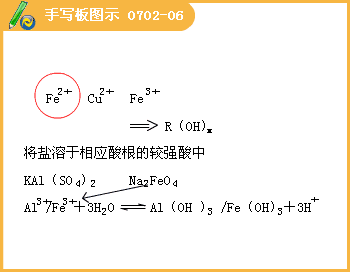 手写板图示 0702-06
Fe²⁺ Cu²⁺ Fe³⁺
⟹ R (OH)ₓ
将盐溶于相应酸根的较强酸中
KAl (SO₄)₂ Na₂FeO₄
Al³⁺/Fe³⁺+3H₂O ⇌ Al (OH )₃ /Fe (OH)₃+3H⁺